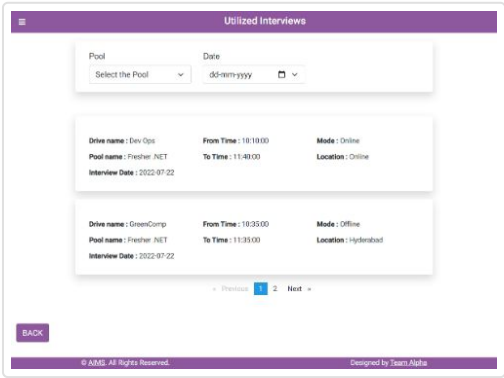 Utilized Interviews
Pool Date
Select the Pool dd-mm-yyyy
Drive name : Dev Ops From Time : 10:10:00 Mode : Online
Pool name : Fresher .NET To Time : 11:40:00 Location : Online
Interview Date : 2022-07-22
Drive name : GreenComp From Time : 10:35:00 Mode : Offline
Pool name : Fresher .NET To Time : 11:35:00 Location : Hyderabad
Interview Date : 2022-07-22
« Previous 1 2 Next »
BACK
© AIMS, All Rights Reserved. Designed by Team Alpha